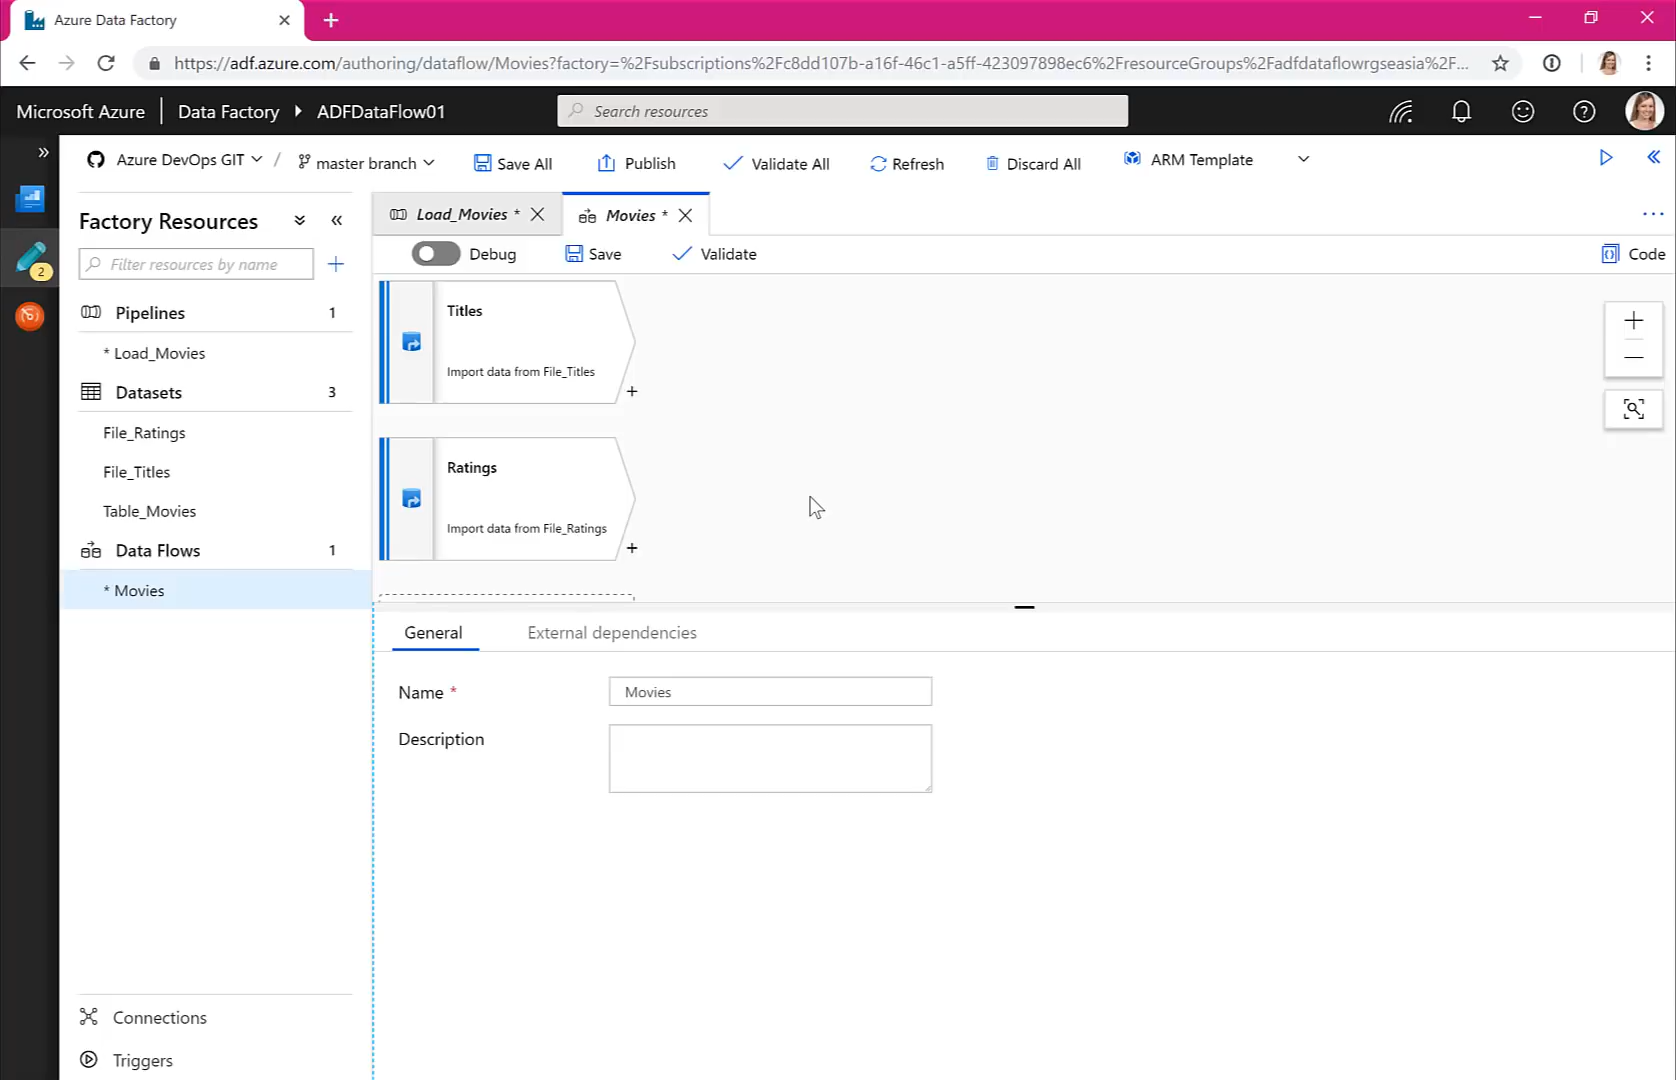 Azure Data Factory
https://adf.azure.com/authoring/dataflow/Movies?factory=%2Fsubscriptions%2Fc8dd107b-a16f-46c1-a5ff-423097898ec6%2FresourceGroups%2Fadfdataflowrgseasia%2F...
Microsoft Azure Data Factory ADFDataFlow01 Search resources
Azure DevOps GIT / master branch Save All Publish Validate All Refresh Discard All ARM Template
Factory Resources
Load_Movies * Movies *
Filter resources by name
2
Debug Save Validate Code
Pipelines 1
* Load_Movies
Datasets 3
File_Ratings
File_Titles
Table_Movies
Data Flows 1
* Movies
Connections
Triggers
Titles
Import data from File_Titles
+
Ratings
Import data from File_Ratings
+
General External dependencies
Name * Movies
Description